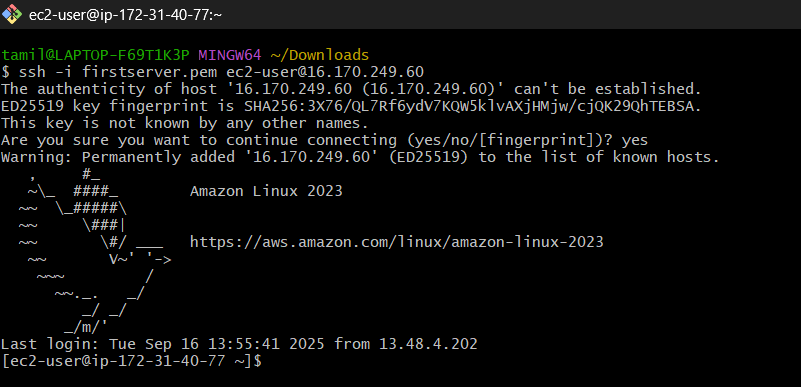 ec2-user@ip-172-31-40-77:~
tamil@LAPTOP-F69T1K3P MINGW64 ~/Downloads
$ ssh -i firstserver.pem ec2-user@16.170.249.60
The authenticity of host '16.170.249.60 (16.170.249.60)' can't be established.
ED25519 key fingerprint is SHA256:3X76/QL7Rf6ydV7KQW5klvAXjHMjw/cjQK29QhTEBSA.
This key is not known by any other names.
Are you sure you want to continue connecting (yes/no/[fingerprint])? yes
Warning: Permanently added '16.170.249.60' (ED25519) to the list of known hosts.
   ,     #_
   ~\_  ####_        Amazon Linux 2023
  ~~  \_#####\
  ~~     \###|
  ~~       \#/ ___   https://aws.amazon.com/linux/amazon-linux-2023
   ~~       V~' '->
    ~~~         /
      ~~._.   _/
         _/ _/
       _/m/'
Last login: Tue Sep 16 13:55:41 2025 from 13.48.4.202
[ec2-user@ip-172-31-40-77 ~]$